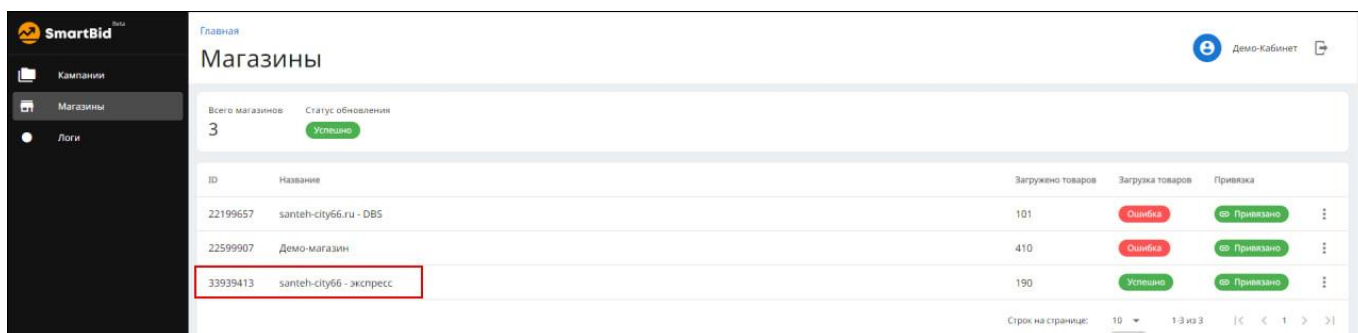 SmartBid Beta
Главная
Магазины
Демо-Кабинет
Кампании
Магазины
Логи
Всего магазинов Статус обновления
3 Успешно
ID Название Загружено товаров Загрузка товаров Привязка
22199657 santeh-city66.ru - DBS 101 Ошибка Привязано
22599907 Демо-магазин 410 Ошибка Привязано
33939413 santeh-city66 - экспресс 190 Успешно Привязано
Строк на странице: 10 1-3 из 3 1